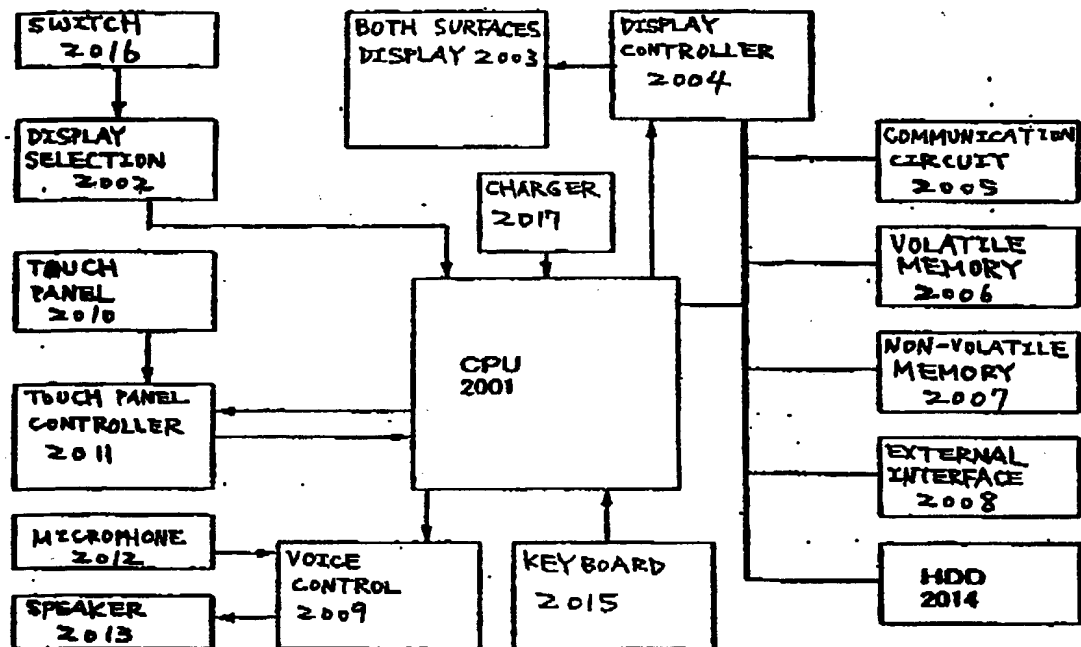 SWITCH
2016
BOTH SURFACES
DISPLAY 2003
DISPLAY
CONTROLLER
2004
DISPLAY
SELECTION
2002
CHARGER
2017
COMMUNICATION
CIRCUIT
2005
TOUCH
PANEL
2010
VOLATILE
MEMORY
2006
CPU
2001
NON-VOLATILE
MEMORY
2007
TOUCH PANEL
CONTROLLER
2011
EXTERNAL
INTERFACE
2008
MICROPHONE
2012
VOICE
CONTROL
2009
KEYBOARD
2015
HDD
2014
SPEAKER
2013